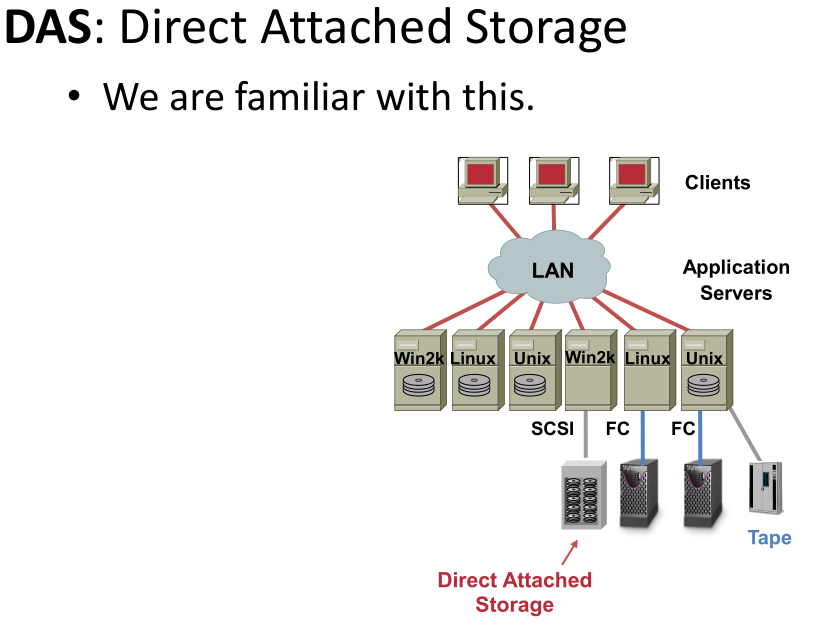 DAS: Direct Attached Storage
• We are familiar with this.
Clients
LAN
Application
Servers
Win2k Linux Unix Win2k Linux Unix
SCSI FC FC
Tape
Direct Attached
Storage